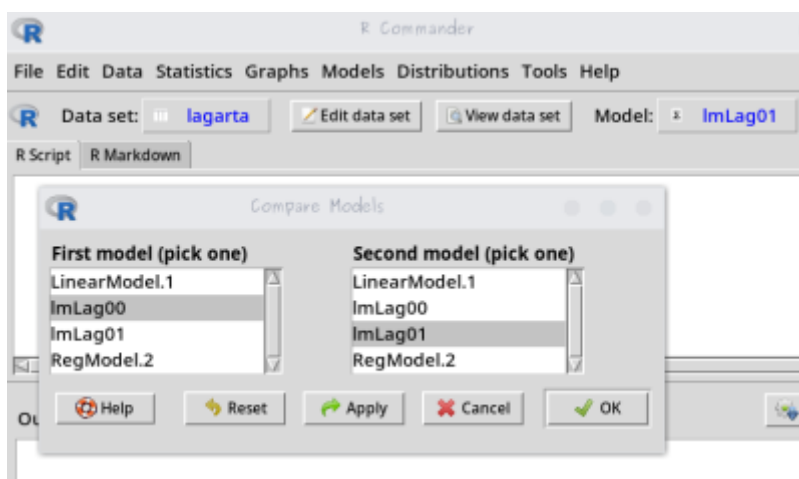 R Commander
File Edit Data Statistics Graphs Models Distributions Tools Help
R Data set: lagarta Edit data set View data set Model: Σ lmLag01
R Script R Markdown
R Compare Models
First model (pick one) Second model (pick one)
LinearModel.1 LinearModel.1
lmLag00 lmLag00
lmLag01 lmLag01
RegModel.2 RegModel.2
Help Reset Apply Cancel OK
Ou